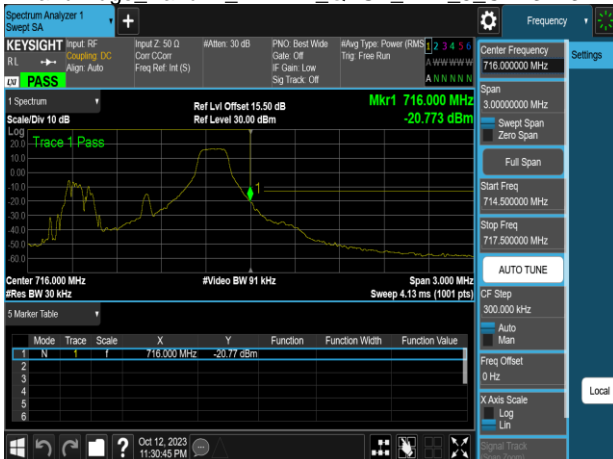 Spectrum Analyzer 1
Swept SA
Frequency
KEYSIGHT
Input: RF
Input Z: 50 Ω
#Atten: 30 dB
PNO: Best Wide
#Avg Type: Power (RMS
1 2 3 4 5 6
RL
Coupling: DC
Corr CCorr
Gate: Off
Trig: Free Run
A W W W W W
Align: Auto
Freq Ref: Int (S)
IF Gain: Low
Sig Track: Off
A N N N N N
LXI
PASS
1 Spectrum
Ref Lvl Offset 15.50 dB
Mkr1 716.000 MHz
Scale/Div 10 dB
Ref Level 30.00 dBm
-20.773 dBm
Log
Trace 1 Pass
20.0
10.0
0.00
-10.0
-20.0
-30.0
-40.0
-50.0
-60.0
1
Center 716.000 MHz
#Video BW 91 kHz
Span 3.000 MHz
#Res BW 30 kHz
Sweep 4.13 ms (1001 pts)
5 Marker Table
Mode Trace Scale X Y Function Function Width Function Value
1 N 1 f 716.000 MHz -20.77 dBm
2
3
4
5
6
Oct 12, 2023
11:30:45 PM
Center Frequency
716.000000 MHz
Settings
Span
3.00000000 MHz
Swept Span
Zero Span
Full Span
Start Freq
714.500000 MHz
Stop Freq
717.500000 MHz
AUTO TUNE
CF Step
300.000 kHz
Auto
Man
Freq Offset
0 Hz
Local
X Axis Scale
Log
Lin
Signal Track
(Span Zoom)